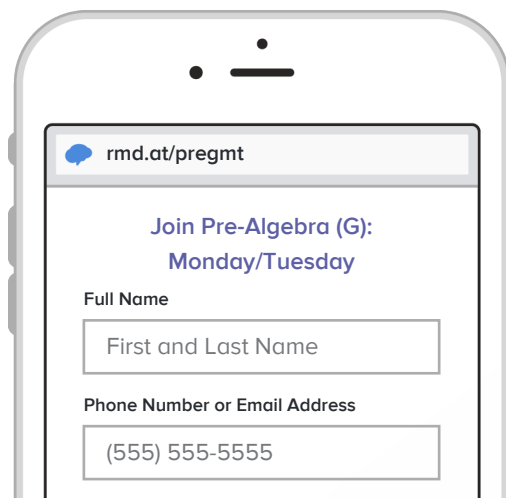 rmd.at/pregmt
Join Pre-Algebra (G):
Monday/Tuesday
Full Name
First and Last Name
Phone Number or Email Address
(555) 555-5555